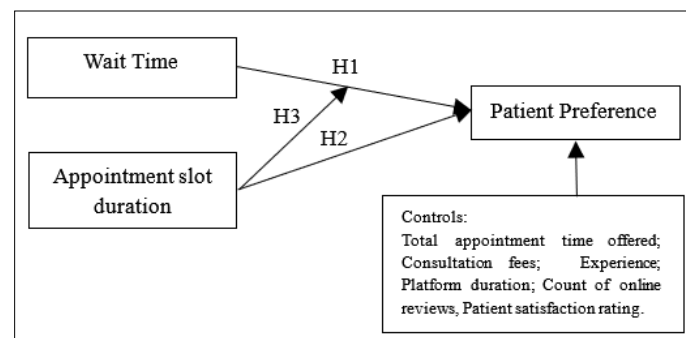 Wait Time
H1
Patient Preference
H3
H2
Appointment slot
duration
Controls:
Total appointment time offered;
Consultation fees; Experience;
Platform duration; Count of online
reviews, Patient satisfaction rating.